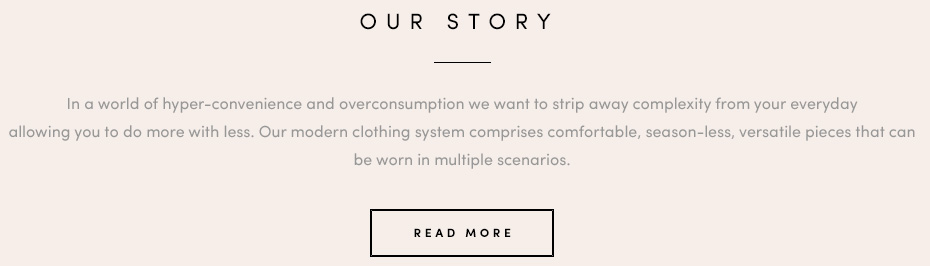 OUR STORY
In a world of hyper-convenience and overconsumption we want to strip away complexity from your everyday
allowing you to do more with less. Our modern clothing system comprises comfortable, season-less, versatile pieces that can
be worn in multiple scenarios.
READ MORE